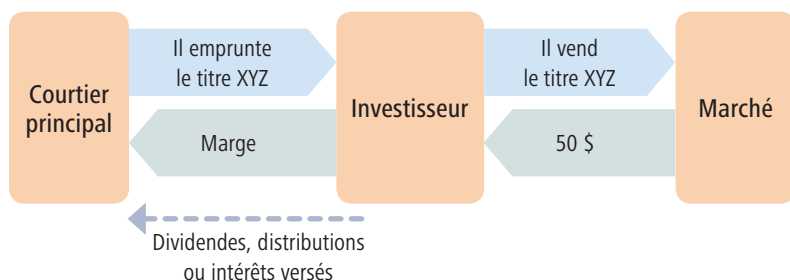 Courtier
principal
Il emprunte
le titre XYZ
Marge
Investisseur
Il vend
le titre XYZ
50 $
Marché
Dividendes, distributions
ou intérêts versés